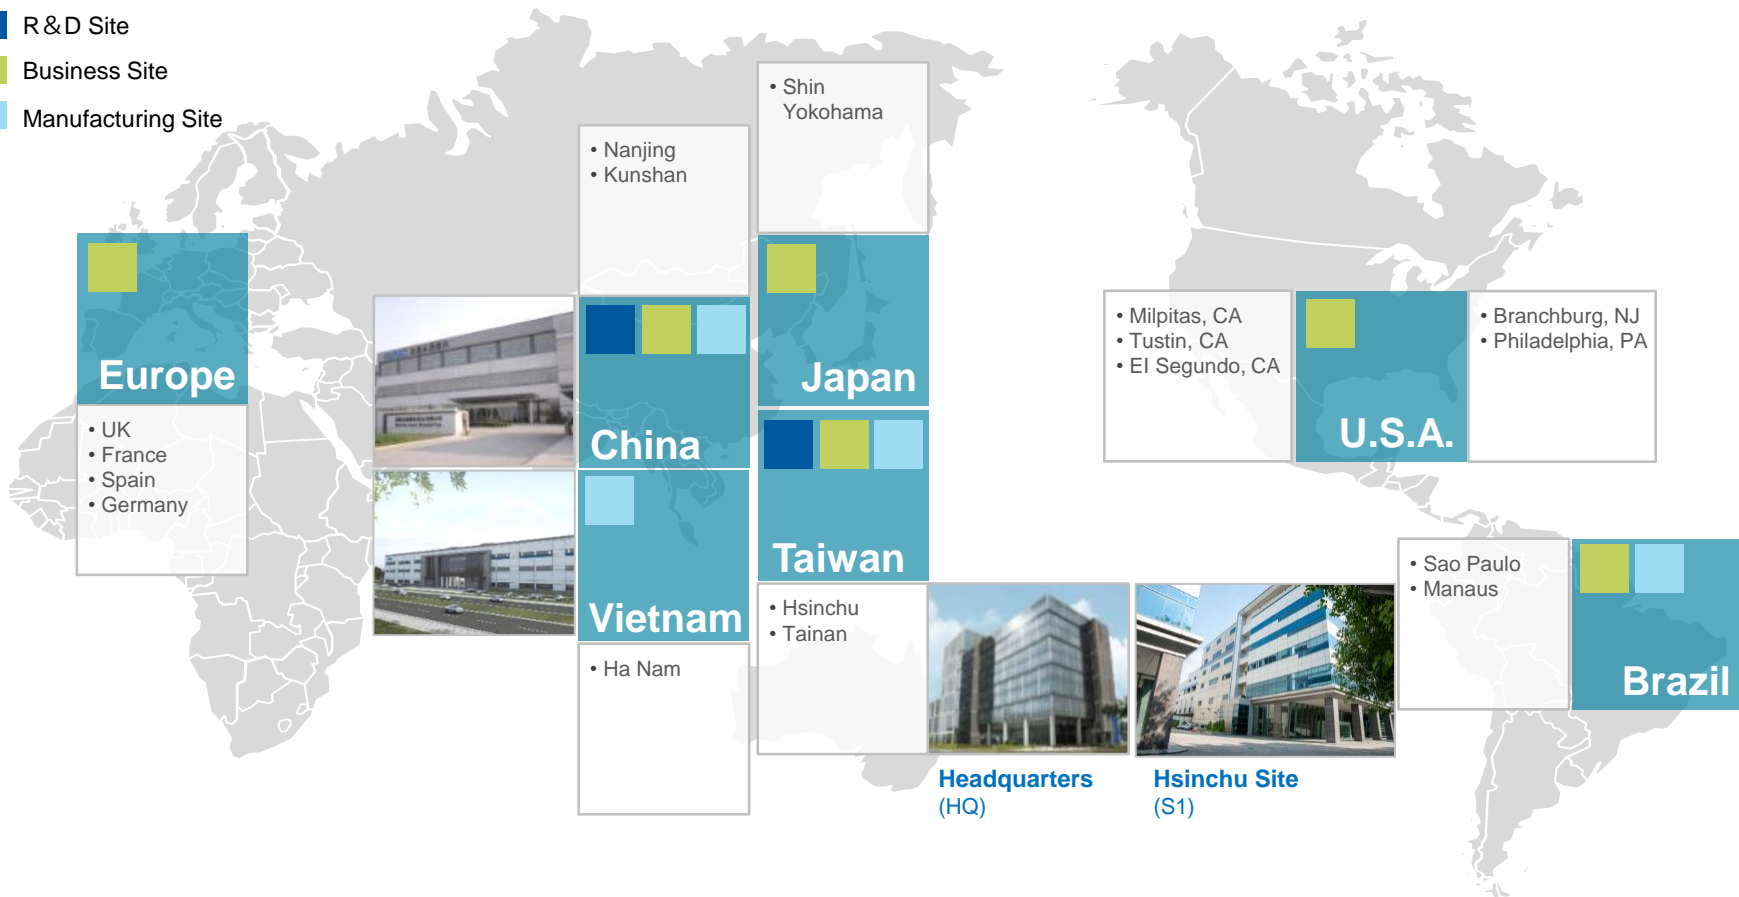 R＆D Site
Business Site
Manufacturing Site
• Shin
Yokohama
• Nanjing
• Kunshan
Europe
• UK
• France
• Spain
• Germany
China
Japan
• Milpitas, CA
• Tustin, CA
• EI Segundo, CA
U.S.A.
• Branchburg, NJ
• Philadelphia, PA
Vietnam
• Ha Nam
Taiwan
• Hsinchu
• Tainan
Headquarters
(HQ)
Hsinchu Site
(S1)
• Sao Paulo
• Manaus
Brazil